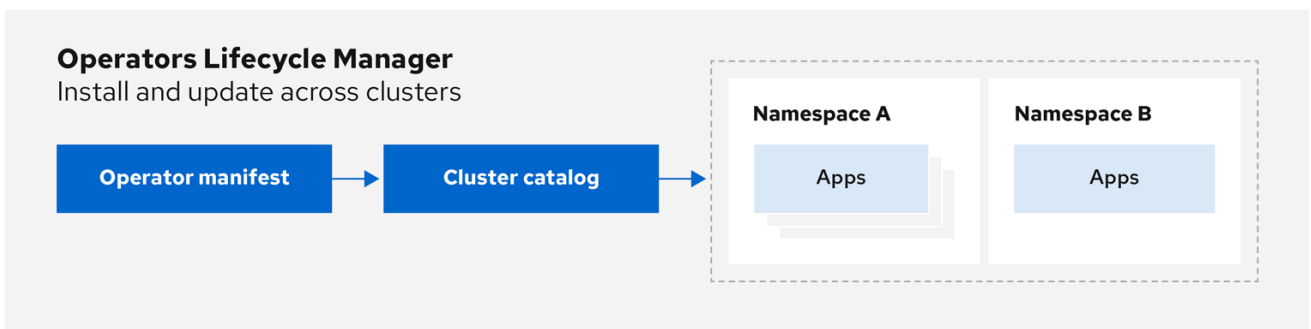 Operators Lifecycle Manager
Install and update across clusters
Operator manifest
Cluster catalog
Namespace A
Apps
Namespace B
Apps